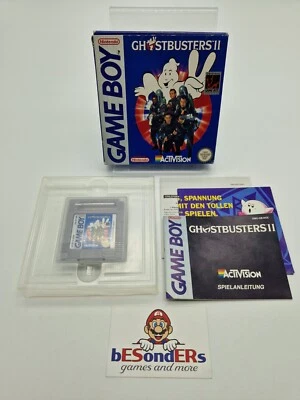 Nintendo
GHOSTBUSTERS II
GAME BOY
Nintendo
ACTIVISION
, SPANNUNG
MIT DEN TOLLEN
SPIELEN.
GAME BOY
GHOSTBUSTERS II
ACTIVISION
SPIELANLEITUNG
bESonDERs
games and more